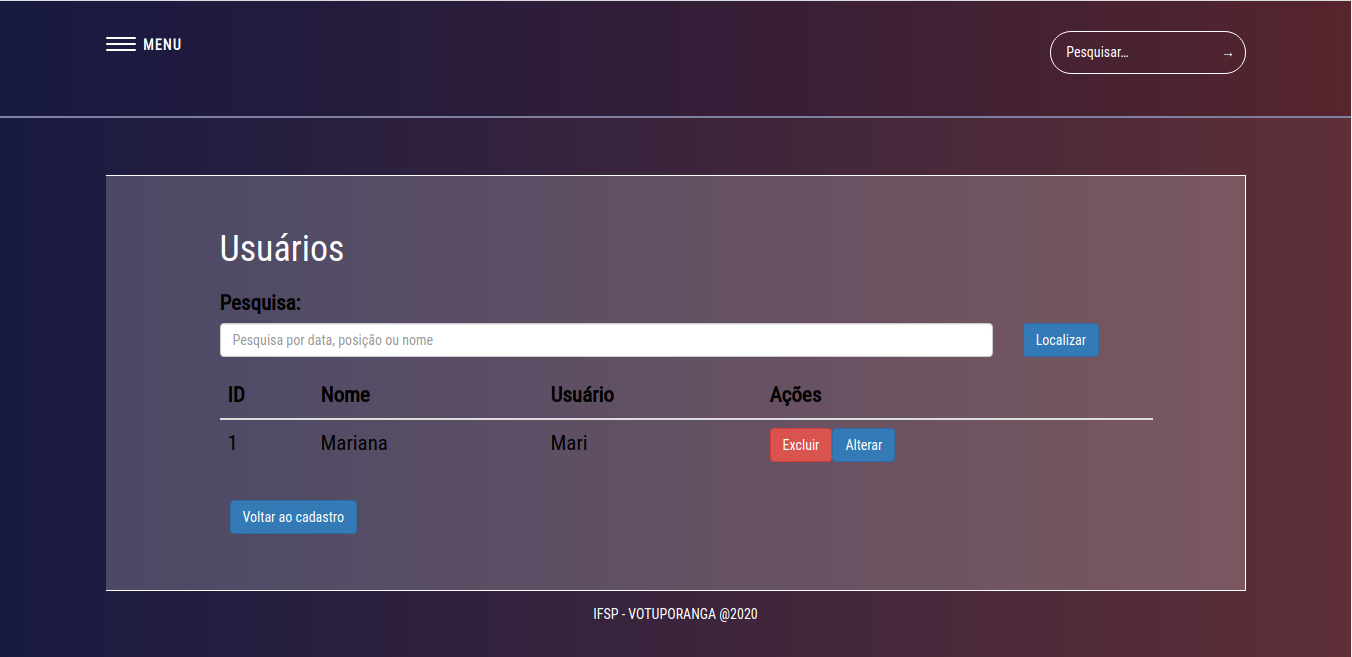 MENU
Pesquisar... →
Usuários
Pesquisa:
Pesquisa por data, posição ou nome Localizar
ID Nome Usuário Ações
1 Mariana Mari Excluir Alterar
Voltar ao cadastro
IFSP - VOTUPORANGA @2020